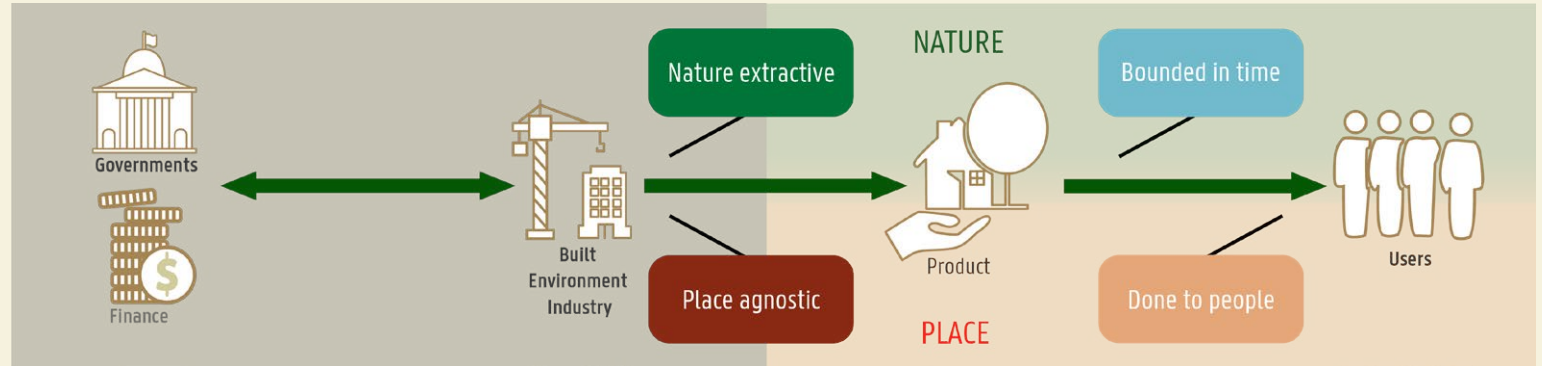 Governments
$
Finance
Built
Environment
Industry
Nature extractive
Place agnostic
NATURE
Product
PLACE
Bounded in time
Done to people
Users